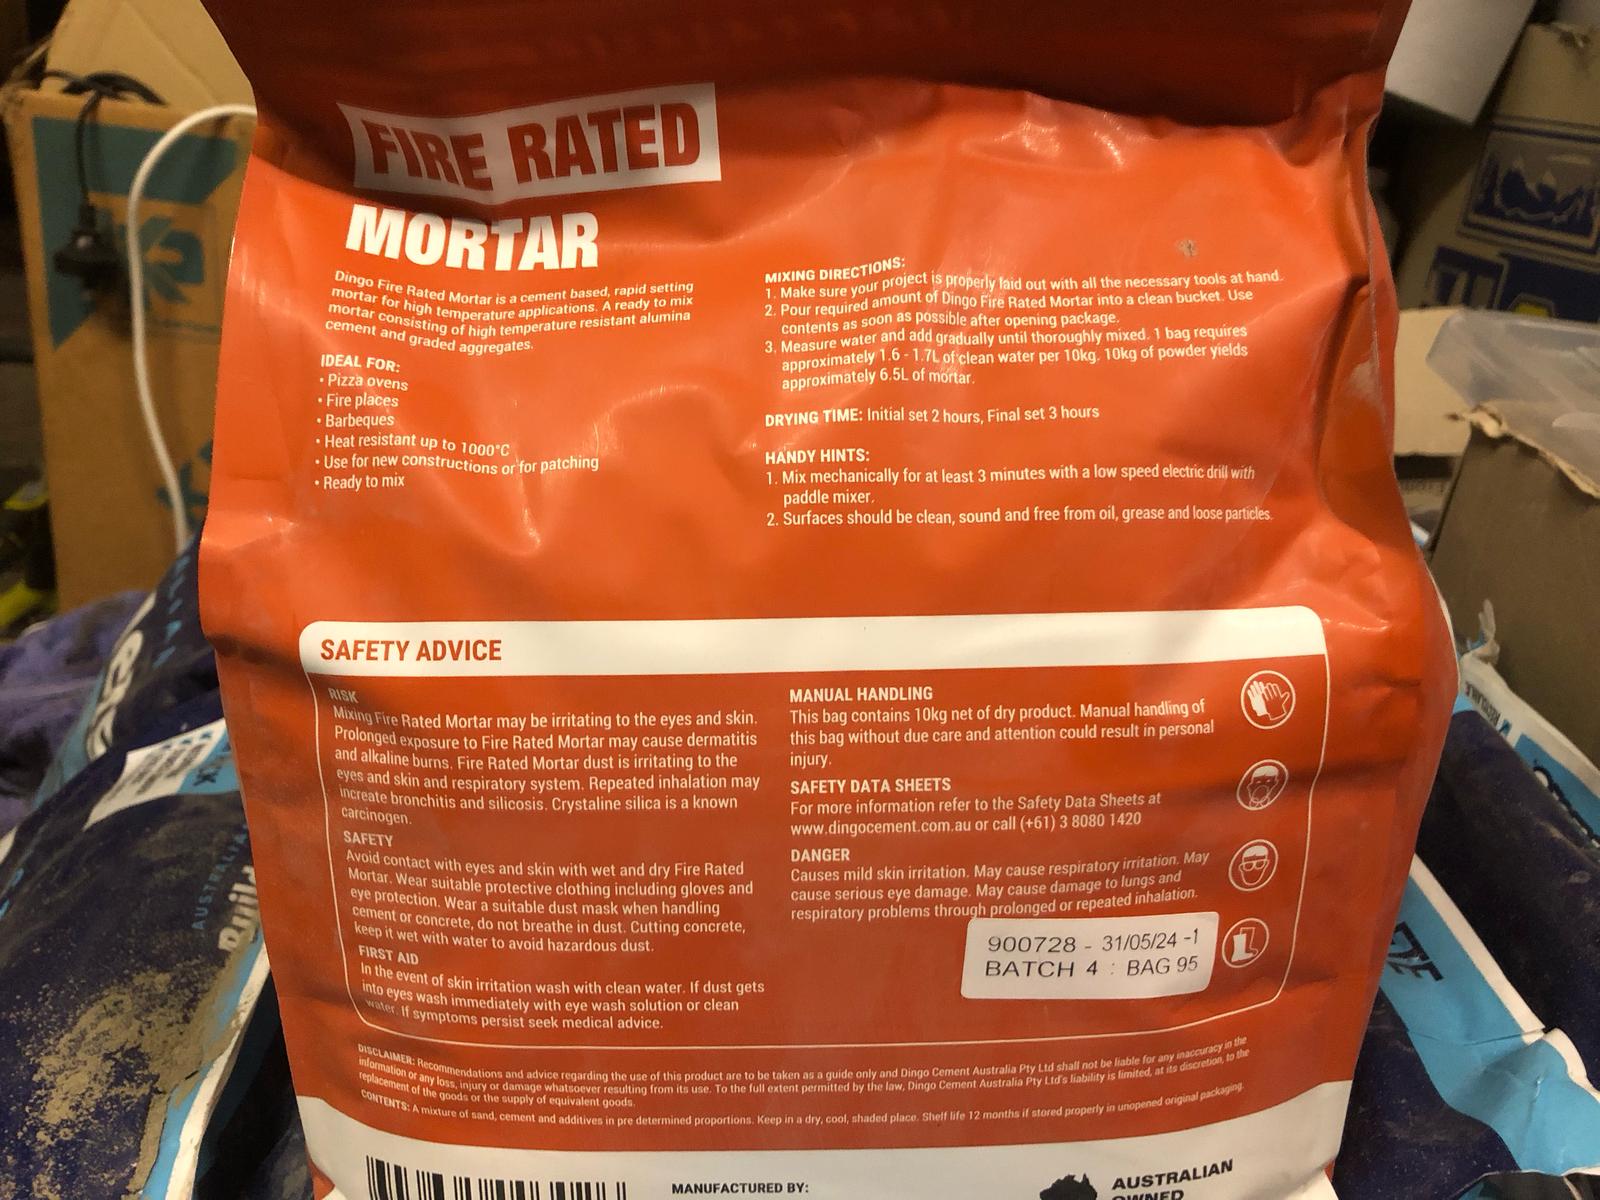 FIRE RATED
MORTAR
Dingo Fire Rated Mortar is a cement based, rapid setting
mortar for high temperature applications. A ready to mix
mortar consisting of high temperature resistant alumina
cement and graded aggregates.
IDEAL FOR:
• Pizza ovens
• Fire places
• Barbeques
• Heat resistant up to 1000°C
• Use for new constructions or for patching
• Ready to mix
MIXING DIRECTIONS:
1. Make sure your project is properly laid out with all the necessary tools at hand.
2. Pour required amount of Dingo Fire Rated Mortar into a clean bucket. Use
contents as soon as possible after opening package.
3. Measure water and add gradually until thoroughly mixed. 1 bag requires
approximately 1.6 - 1.7L of clean water per 10kg. 10kg of powder yields
approximately 6.5L of mortar.
DRYING TIME: Initial set 2 hours, Final set 3 hours
HANDY HINTS:
1. Mix mechanically for at least 3 minutes with a low speed electric drill with
paddle mixer.
2. Surfaces should be clean, sound and free from oil, grease and loose particles.
SAFETY ADVICE
RISK
Mixing Fire Rated Mortar may be irritating to the eyes and skin.
Prolonged exposure to Fire Rated Mortar may cause dermatitis
and alkaline burns. Fire Rated Mortar dust is irritating to the
eyes and skin and respiratory system. Repeated inhalation may
increate bronchitis and silicosis. Crystaline silica is a known
carcinogen.
SAFETY
Avoid contact with eyes and skin with wet and dry Fire Rated
Mortar. Wear suitable protective clothing including gloves and
eye protection. Wear a suitable dust mask when handling
cement or concrete, do not breathe in dust. Cutting concrete,
keep it wet with water to avoid hazardous dust.
FIRST AID
In the event of skin irritation wash with clean water. If dust gets
into eyes wash immediately with eye wash solution or clean
water. If symptoms persist seek medical advice.
MANUAL HANDLING
This bag contains 10kg net of dry product. Manual handling of
this bag without due care and attention could result in personal
injury.
SAFETY DATA SHEETS
For more information refer to the Safety Data Sheets at
www.dingocement.com.au or call (+61) 3 8080 1420
DANGER
Causes mild skin irritation. May cause respiratory irritation. May
cause serious eye damage. May cause damage to lungs and
respiratory problems through prolonged or repeated inhalation.
900728 - 31/05/24 -1
BATCH 4 : BAG 95
DISCLAIMER: Recommendations and advice regarding the use of this product are to be taken as a guide only and Dingo Cement Australia Pty Ltd shall not be liable for any inaccuracy in the
information or any loss, injury or damage whatsoever resulting from its use. To the full extent permitted by the law, Dingo Cement Australia Pty Ltd's liability is limited, at its discretion, to the
replacement of the goods or the supply of equivalent goods.
CONTENTS: A mixture of sand, cement and additives in pre determined proportions. Keep in a dry, cool, shaded place. Shelf life 12 months if stored properly in unopened original packaging.
MANUFACTURED BY:
AUSTRALIAN
OWNED
AUSTRALIA
Build